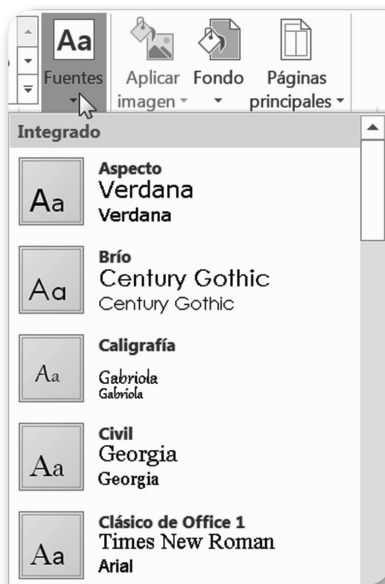 Aa
Fuentes
Aplicar
imagen
Fondo
Páginas
principales
Integrado
Aa
Aspecto
Verdana
Verdana
Aa
Brío
Century Gothic
Century Gothic
Aa
Caligrafía
Gabriola
Gabriola
Aa
Civil
Georgia
Georgia
Aa
Clásico de Office 1
Times New Roman
Arial